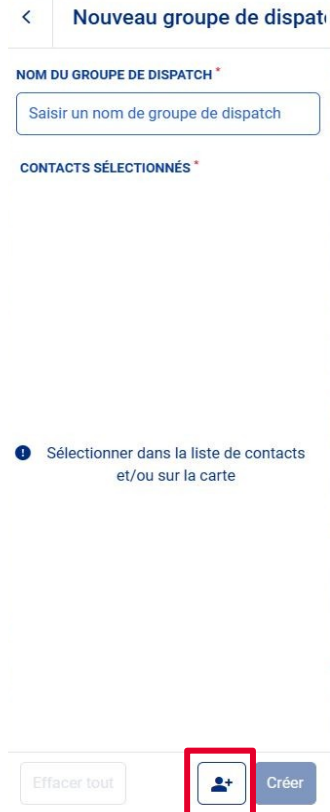 Nouveau groupe de dispat
NOM DU GROUPE DE DISPATCH *
Saisir un nom de groupe de dispatch
CONTACTS SÉLECTIONNÉS *
Sélectionner dans la liste de contacts
et/ou sur la carte
Effacer tout
Créer